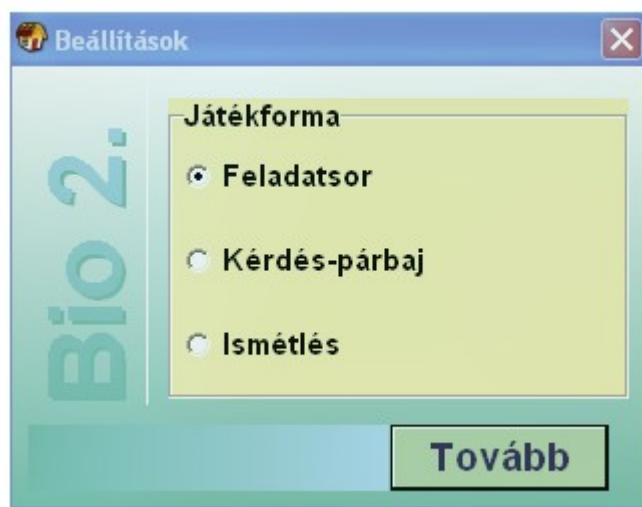 Beállítások
Bio 2.
Játékforma
Feladatsor
Kérdés-párbaj
Ismétlés
Tovább